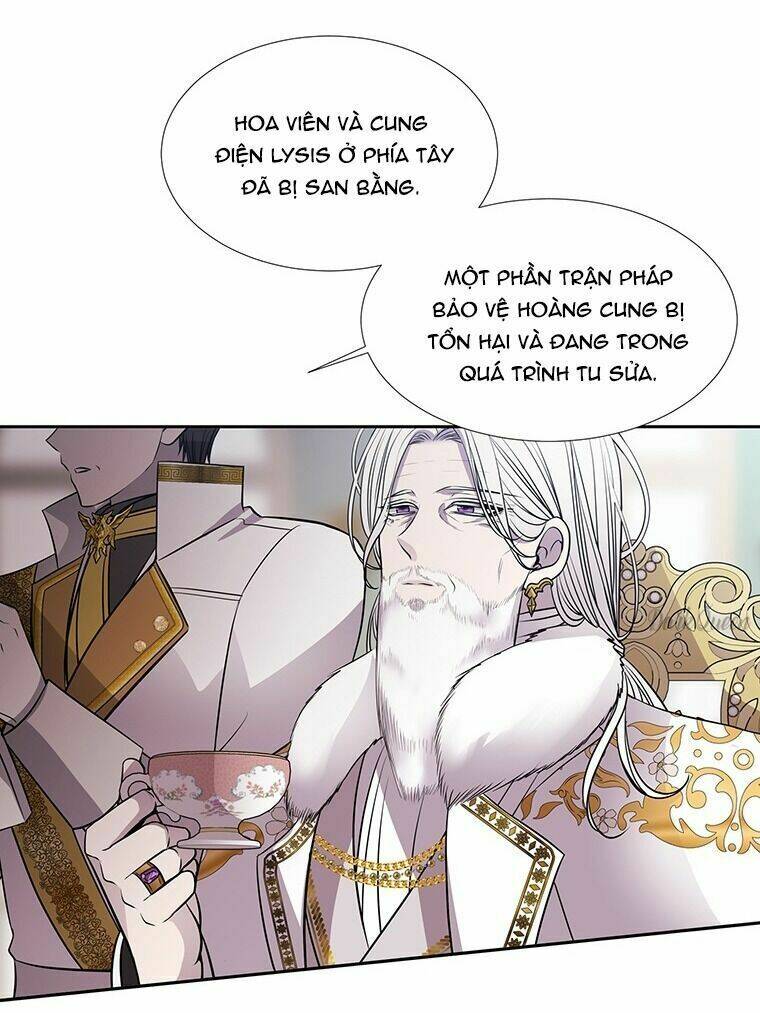 HOA VIÊN VÀ CUNG
ĐIỆN LYSIS Ở PHÍA TÂY
ĐÃ BỊ SAN BẰNG.
MỘT PHẦN TRẬN PHÁP
BẢO VỆ HOÀNG CUNG BỊ
TỔN HẠI VÀ ĐANG TRONG
QUÁ TRÌNH TU SỬA.